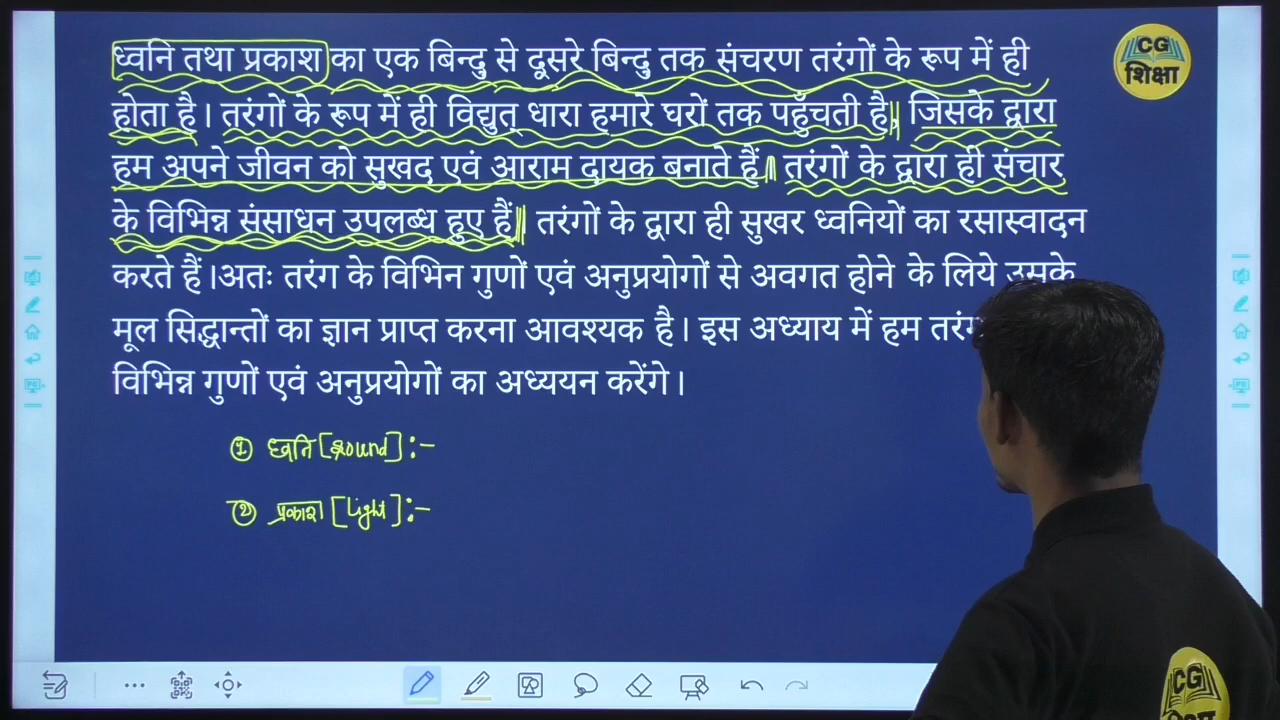 ध्वनि तथा प्रकाश का एक बिन्दु से दूसरे बिन्दु तक संचरण तरंगों के रूप में ही
होता है। तरंगों के रूप में ही विद्युत् धारा हमारे घरों तक पहुँचती है, जिसके द्वारा
हम अपने जीवन को सुखद एवं आराम दायक बनाते हैं। तरंगों के द्वारा ही संचार
के विभिन्न संसाधन उपलब्ध हुए हैं। तरंगों के द्वारा ही सुखर ध्वनियों का रसास्वादन
करते हैं।अतः तरंग के विभिन गुणों एवं अनुप्रयोगों से अवगत होने के लिये उसके
मूल सिद्धान्तों का ज्ञान प्राप्त करना आवश्यक है। इस अध्याय में हम
विभिन्न गुणों एवं अनुप्रयोगों का अध्ययन करेंगे।
① ध्वनि [sound] :-
② प्रकाश [Light] :-
CG
शिक्षा
CG